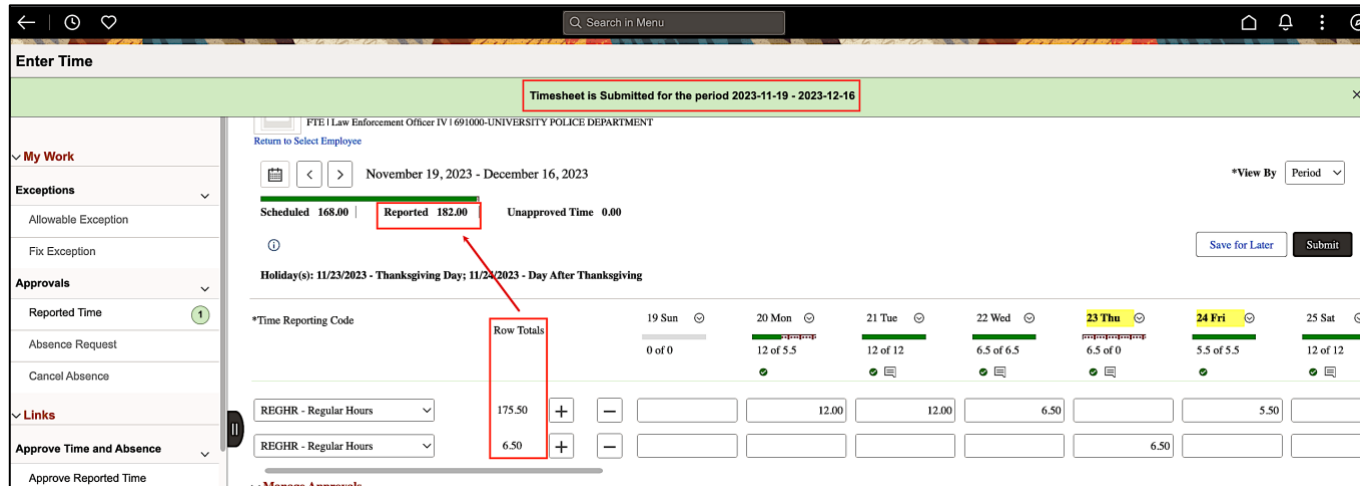 Search in Menu
Enter Time
Timesheet is Submitted for the period 2023-11-19 - 2023-12-16
FTE | Law Enforcement Officer IV | 691000-UNIVERSITY POLICE DEPARTMENT
Return to Select Employee
My Work
Exceptions
Allowable Exception
Fix Exception
Approvals
Reported Time 1
Absence Request
Cancel Absence
Links
Approve Time and Absence
Approve Reported Time
November 19, 2023 - December 16, 2023
*View By Period
Scheduled 168.00 | Reported 182.00 | Unapproved Time 0.00
Save for Later Submit
Holiday(s): 11/23/2023 - Thanksgiving Day; 11/24/2023 - Day After Thanksgiving
*Time Reporting Code Row Totals 19 Sun 20 Mon 21 Tue 22 Wed 23 Thu 24 Fri 25 Sat
0 of 0 12 of 5.5 12 of 12 6.5 of 6.5 6.5 of 0 5.5 of 5.5 12 of 12
REGHR - Regular Hours 175.50 + − 12.00 12.00 6.50 5.50
REGHR - Regular Hours 6.50 + − 6.50
Manage Approvals